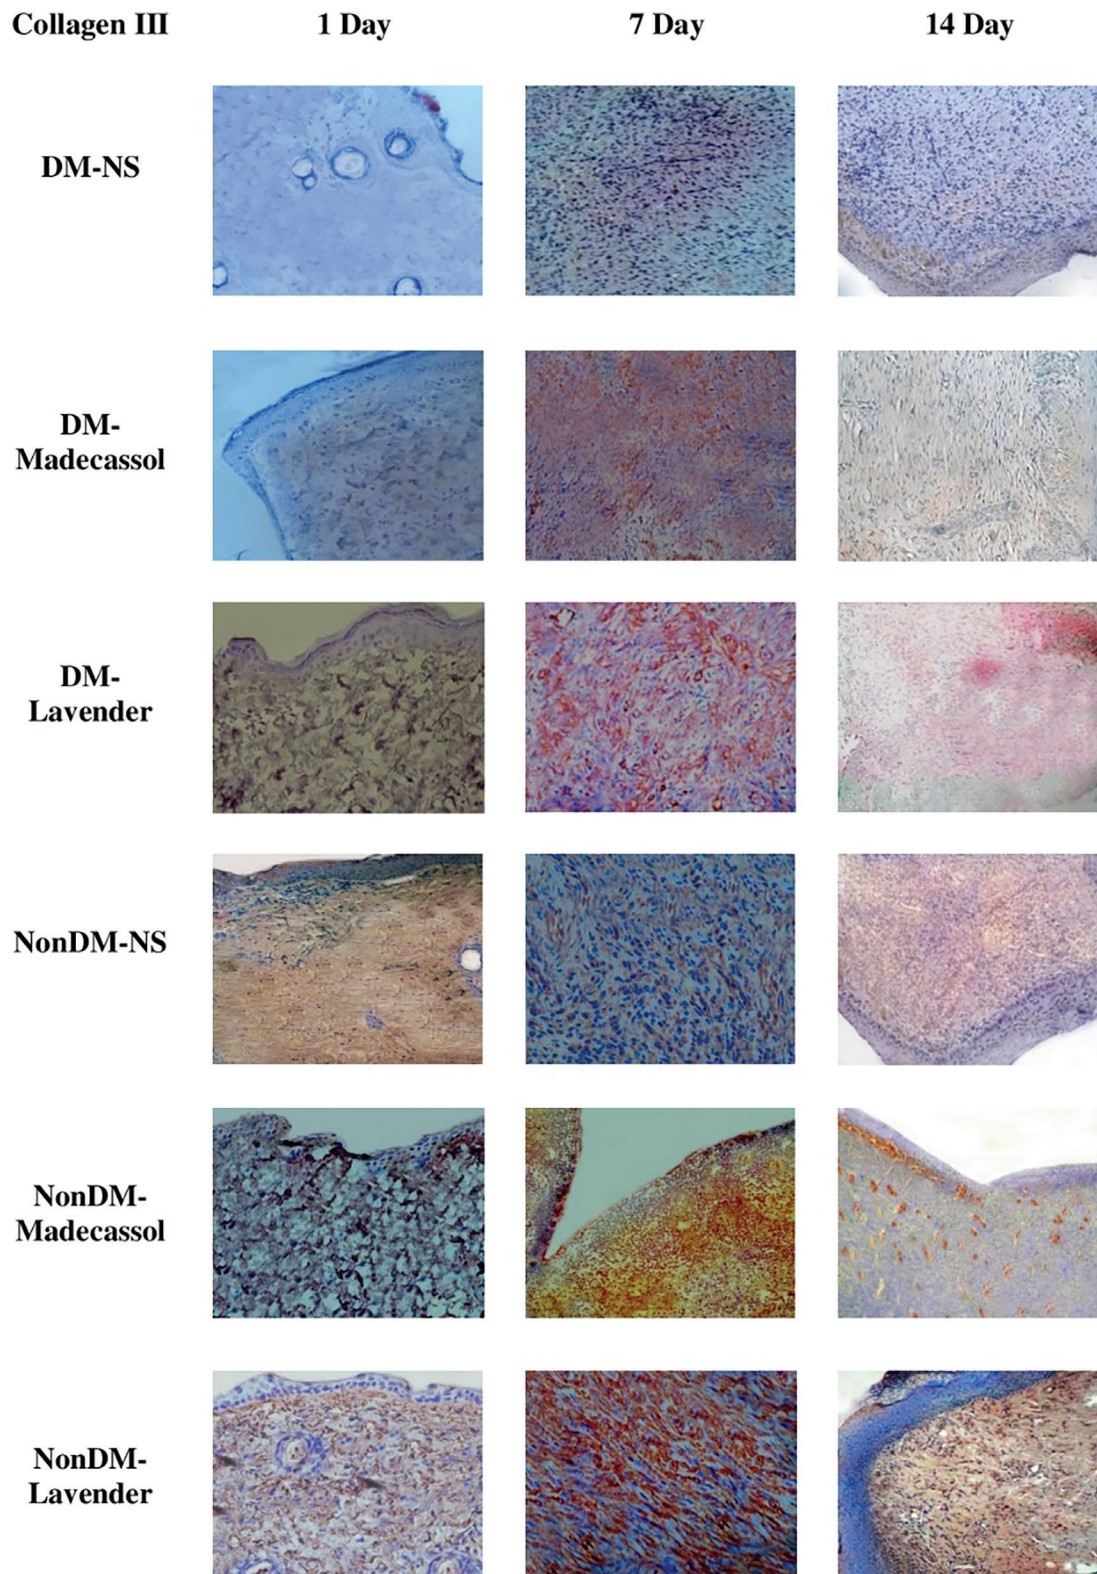 Collagen III 1 Day 7 Day 14 Day
DM-NS
DM-
Madecassol
DM-
Lavender
NonDM-NS
NonDM-
Madecassol
NonDM-
Lavender